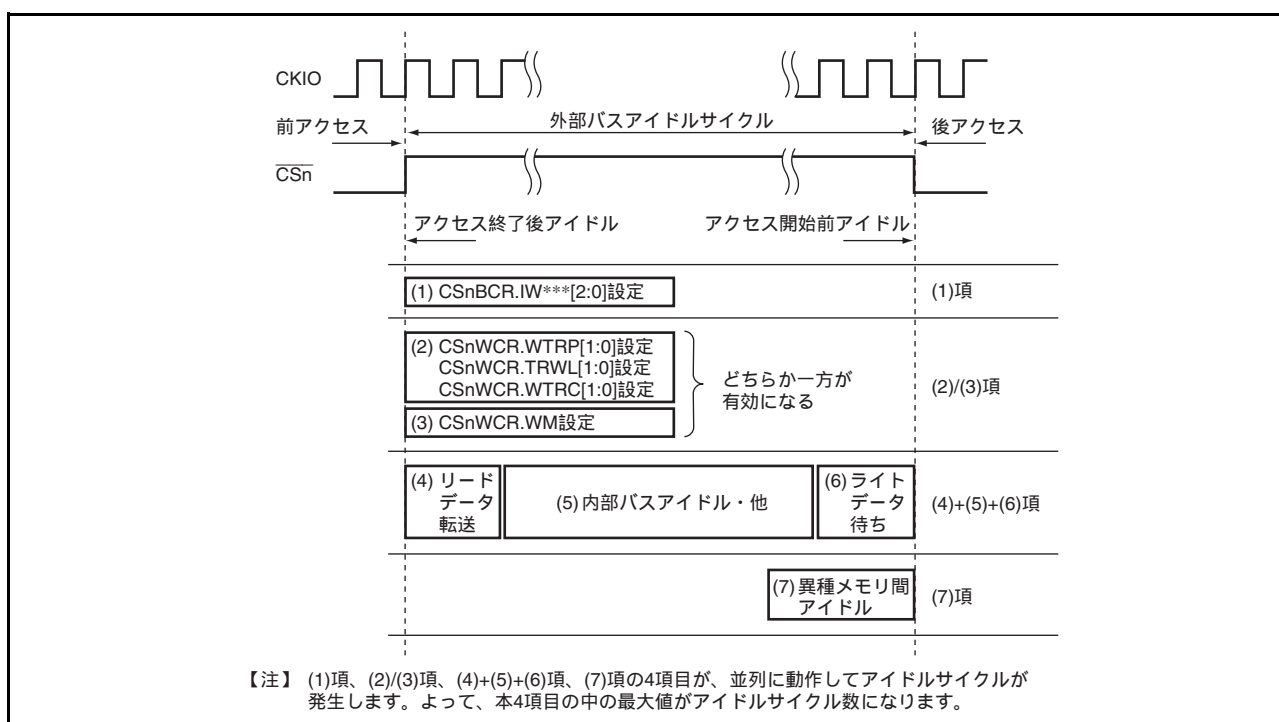 CKIO
前アクセス
外部バスアイドルサイクル
後アクセス
CSn
アクセス終了後アイドル
アクセス開始前アイドル
(1) CSnBCR.IW***[2:0]設定
(1)項
(2) CSnWCR.WTRP[1:0]設定
CSnWCR.TRWL[1:0]設定
CSnWCR.WTRC[1:0]設定
どちらか一方が
有効になる
(2)/(3)項
(3) CSnWCR.WM設定
(4) リード
データ
転送
(5) 内部バスアイドル・他
(6) ライト
データ
待ち
(4)+(5)+(6)項
(7) 異種メモリ間
アイドル
(7)項
【注】 (1)項、(2)/(3)項、(4)+(5)+(6)項、(7)項の4項目が、並列に動作してアイドルサイクルが
発生します。よって、本4項目の中の最大値がアイドルサイクル数になります。